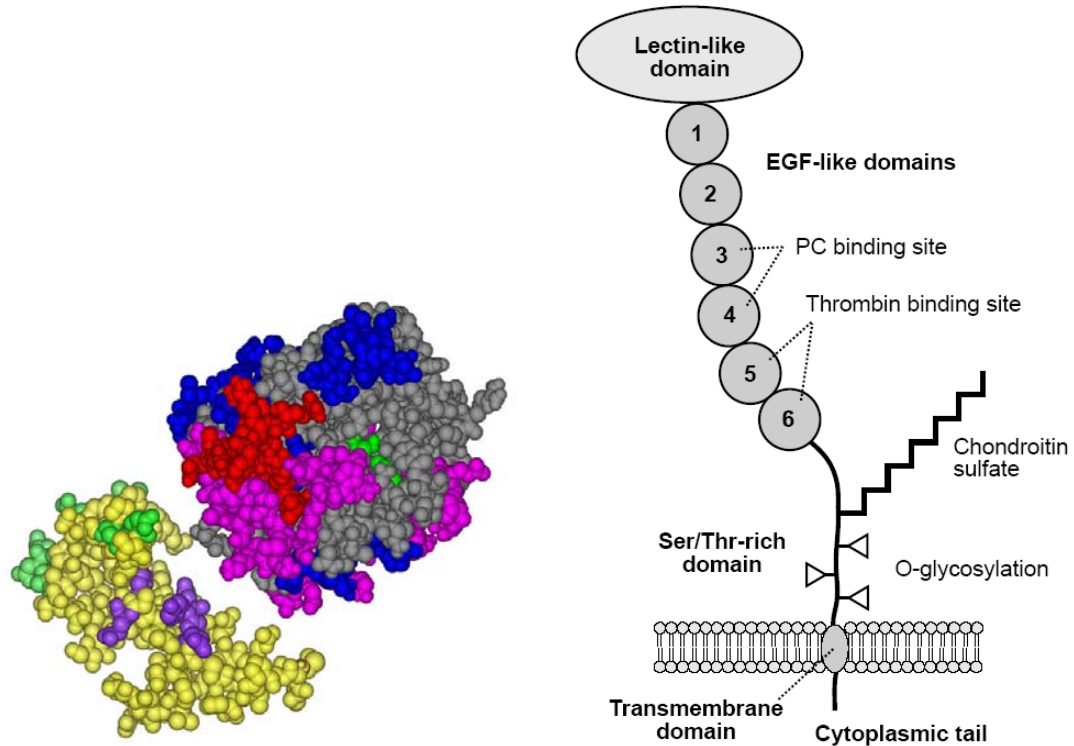 Lectin-like
domain
1
EGF-like domains
2
3
PC binding site
4
Thrombin binding site
5
6
Chondroitin
sulfate
Ser/Thr-rich
domain
O-glycosylation
Transmembrane
domain
Cytoplasmic tail